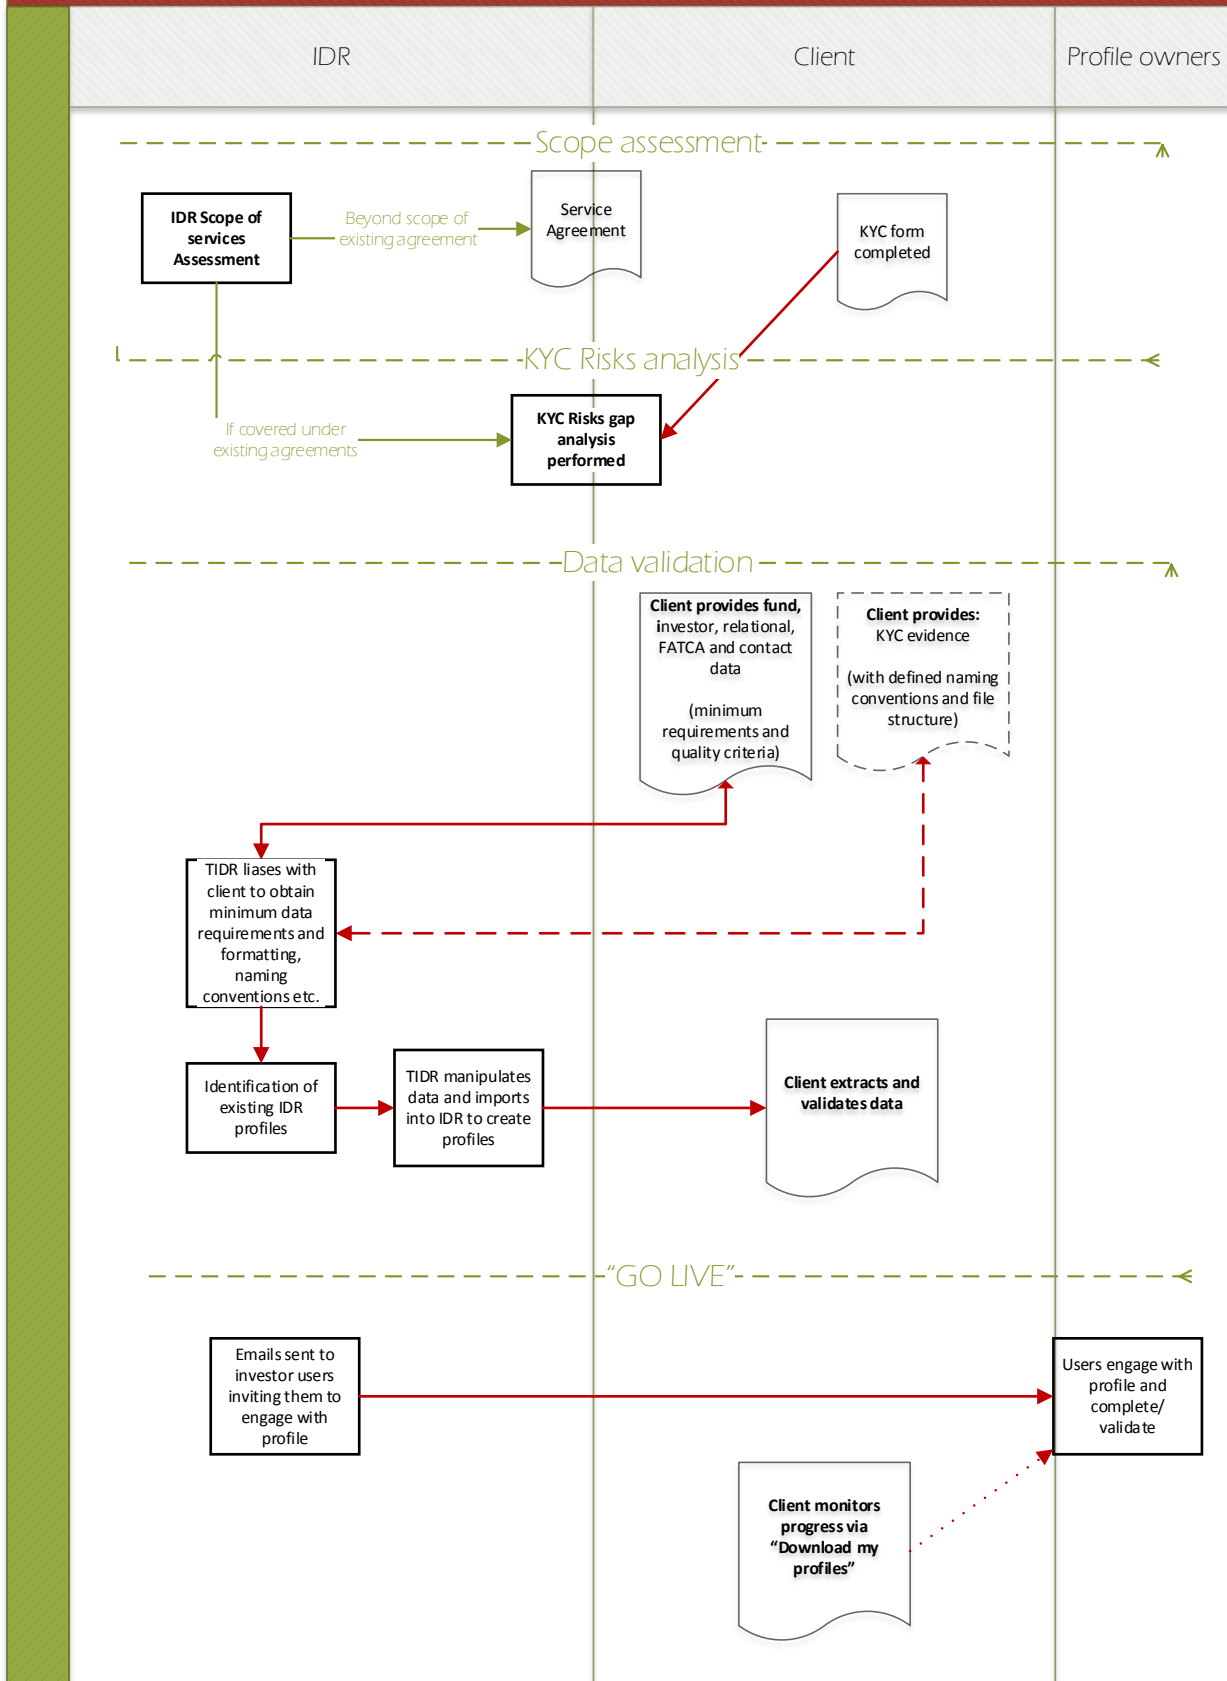 IDR
Client
Profile owners
Scope assessment
IDR Scope of
services
Assessment
Beyond scope of
existing agreement
Service
Agreement
KYC form
completed
KYC Risks analysis
If covered under
existing agreements
KYC Risks gap
analysis
performed
Data validation
Client provides fund,
investor, relational,
FATCA and contact
data
(minimum
requirements and
quality criteria)
Client provides:
KYC evidence
(with defined naming
conventions and file
structure)
TIDR liases with
client to obtain
minimum data
requirements and
formatting,
naming
conventions etc.
Identification of
existing IDR
profiles
TIDR manipulates
data and imports
into IDR to create
profiles
Client extracts and
validates data
“GO LIVE”
Emails sent to
investor users
inviting them to
engage with
profile
Users engage with
profile and
complete/
validate
Client monitors
progress via
“Download my
profiles”